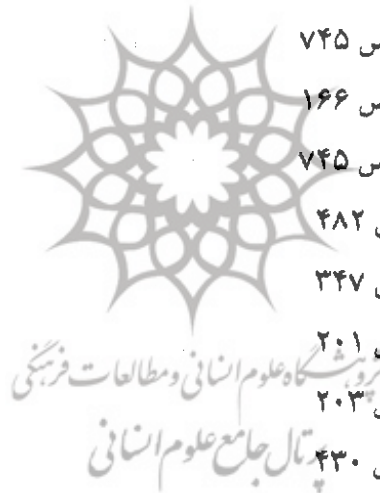 ص ۷۴۵
ص ۱۶۶
ص ۷۴۵
ص ۴۸۲
ص ۳۴۷
ص ۲۰۱
پژوهشگاه علوم انسانی و مطالعات فرهنگی
ص ۲۰۳
پرتال جامع علوم انسانی
ص ۴۳۰